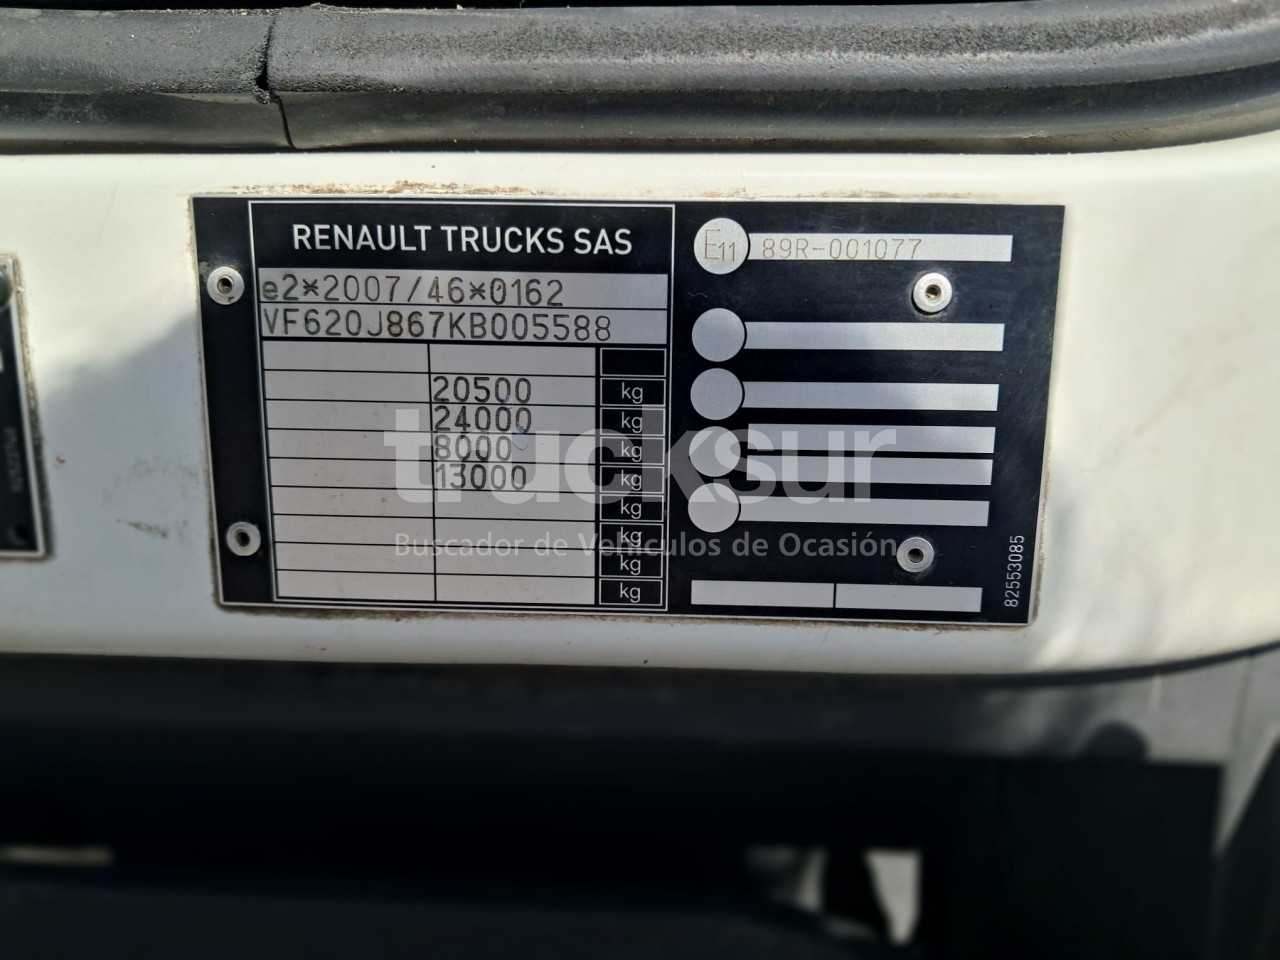 RENAULT TRUCKS SAS
e2*2007/46*0162
VF620J867KB005588
20500 kg
24000 kg
8000 kg
13000 kg
kg
kg
kg
kg
E11 89R-001077
82553085
trucksur
Buscador de Vehículos de Ocasión